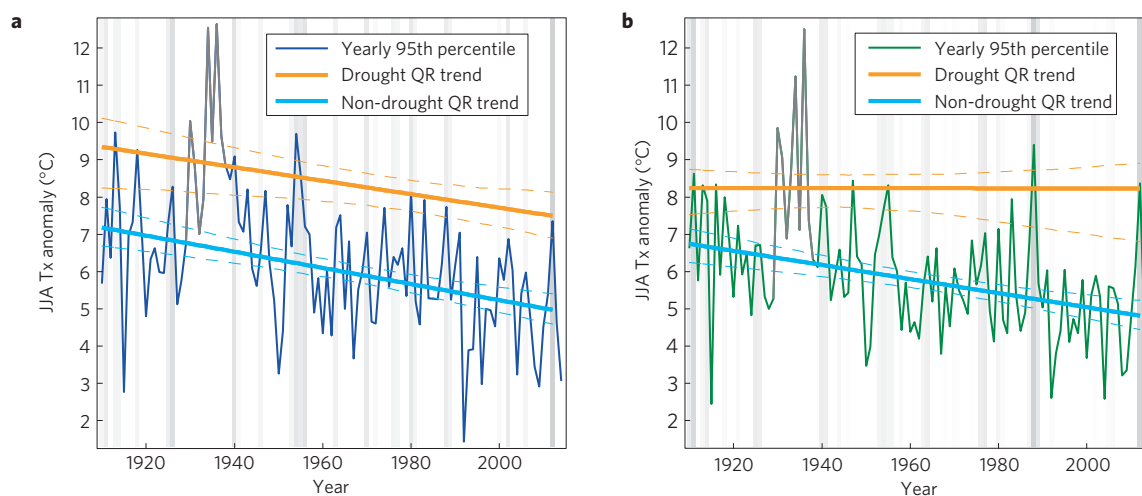 a
12
11
10
9
8
7
6
5
4
3
2
JJA Tx anomaly (°C)
Yearly 95th percentile
Drought QR trend
Non-drought QR trend
1920
1940
1960
1980
2000
Year
b
12
11
10
9
8
7
6
5
4
3
2
JJA Tx anomaly (°C)
Yearly 95th percentile
Drought QR trend
Non-drought QR trend
1920
1940
1960
1980
2000
Year